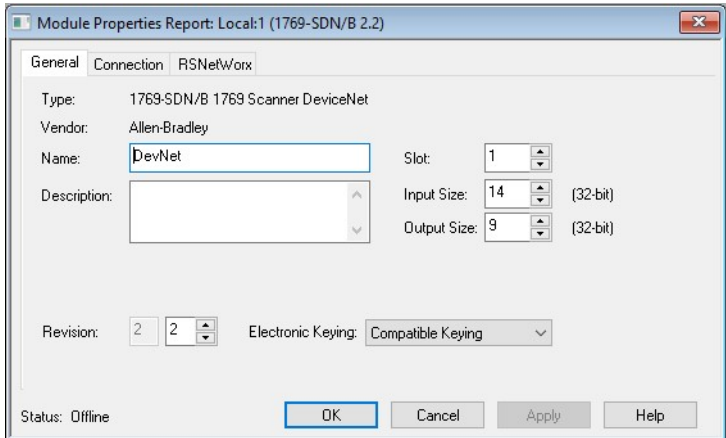 Module Properties Report: Local:1 (1769-SDN/B 2.2)
General Connection RSNetWorx
Type: 1769-SDN/B 1769 Scanner DeviceNet
Vendor: Allen-Bradley
Name: DevNet Slot: 1
Description: Input Size: 14 (32-bit)
Output Size: 9 (32-bit)
Revision: 2 2 Electronic Keying: Compatible Keying
Status: Offline OK Cancel Apply Help